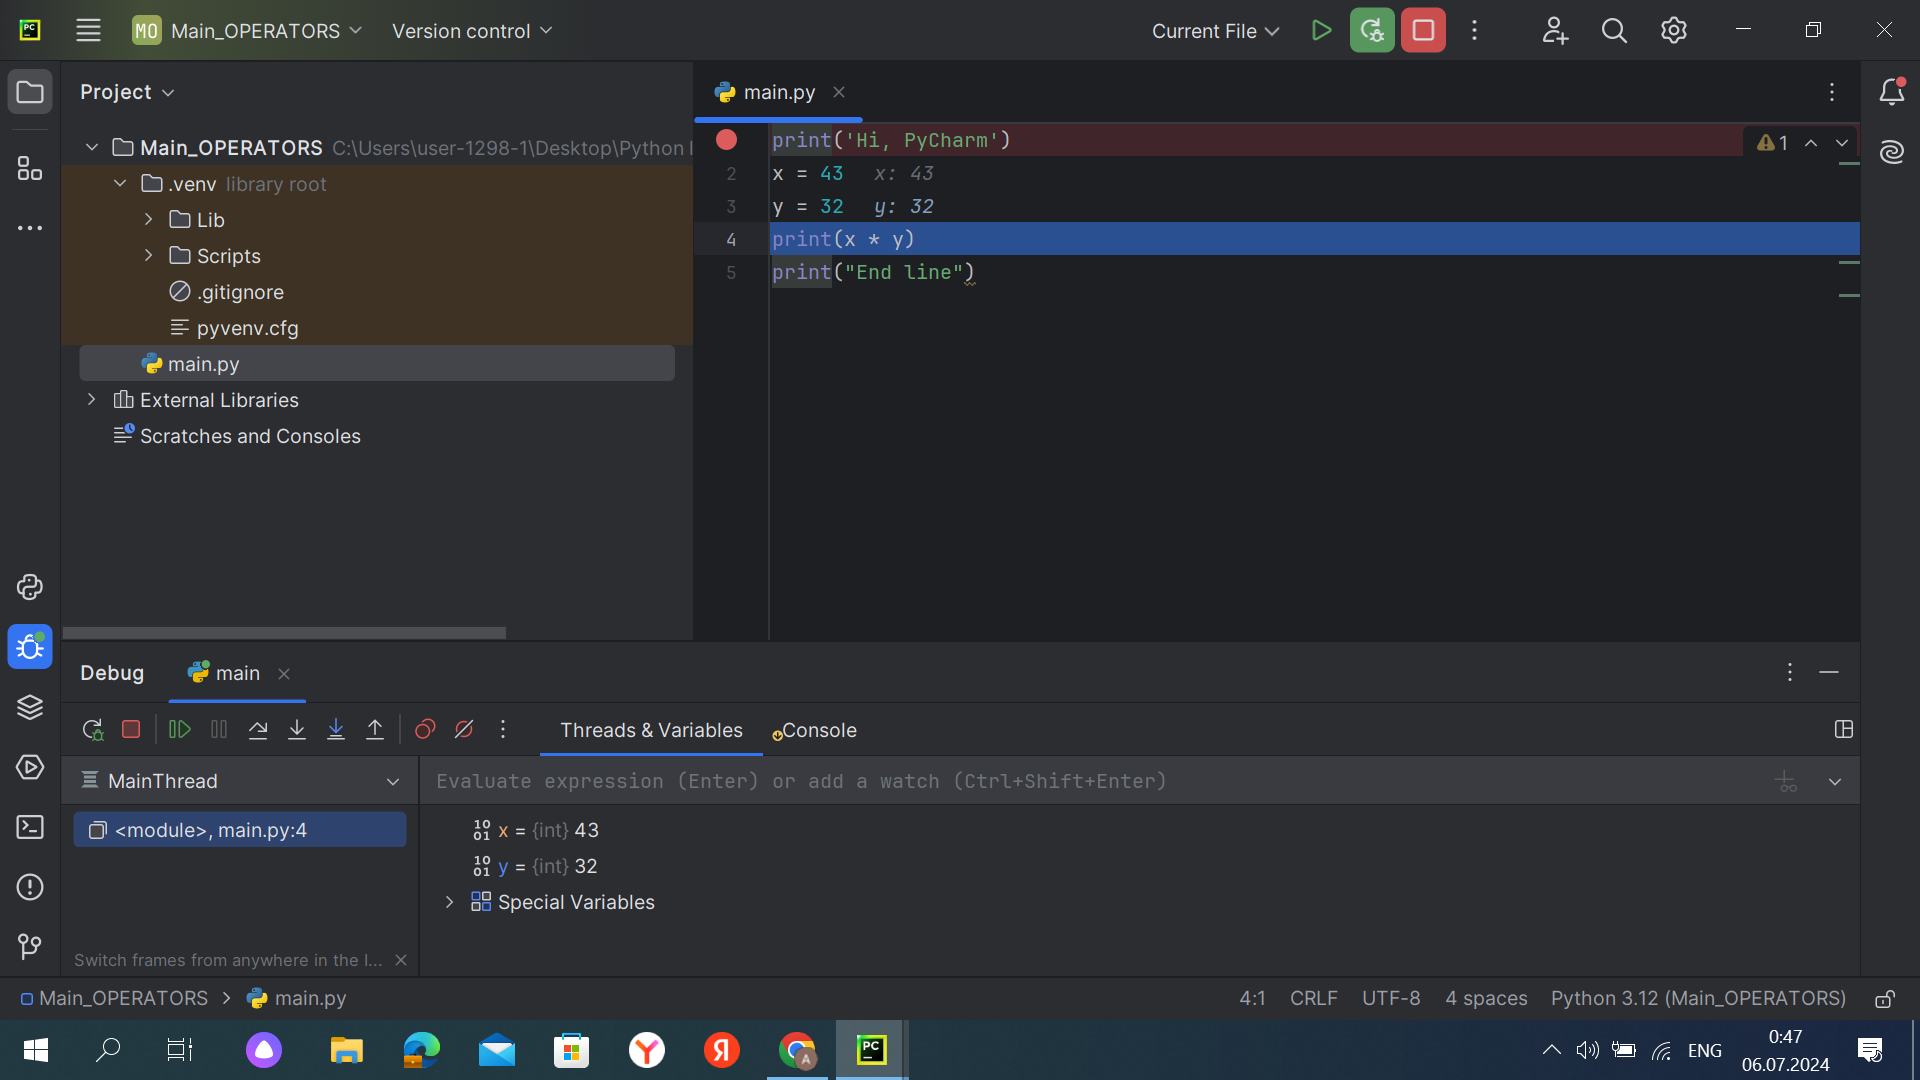 MO Main_OPERATORS Version control Current File
Project
main.py
Main_OPERATORS C:\Users\user-1298-1\Desktop\Python
.venv library root
Lib
Scripts
.gitignore
pyvenv.cfg
main.py
External Libraries
Scratches and Consoles
print('Hi, PyCharm')
1
2 x = 43 x: 43
3 y = 32 y: 32
4 print(x * y)
5 print("End line")
Debug main
Threads & Variables Console
MainThread
Evaluate expression (Enter) or add a watch (Ctrl+Shift+Enter)
<module>, main.py:4
x = {int} 43
y = {int} 32
Special Variables
Switch frames from anywhere in the I...
Main_OPERATORS > main.py 4:1 CRLF UTF-8 4 spaces Python 3.12 (Main_OPERATORS)
ENG
0:47
06.07.2024